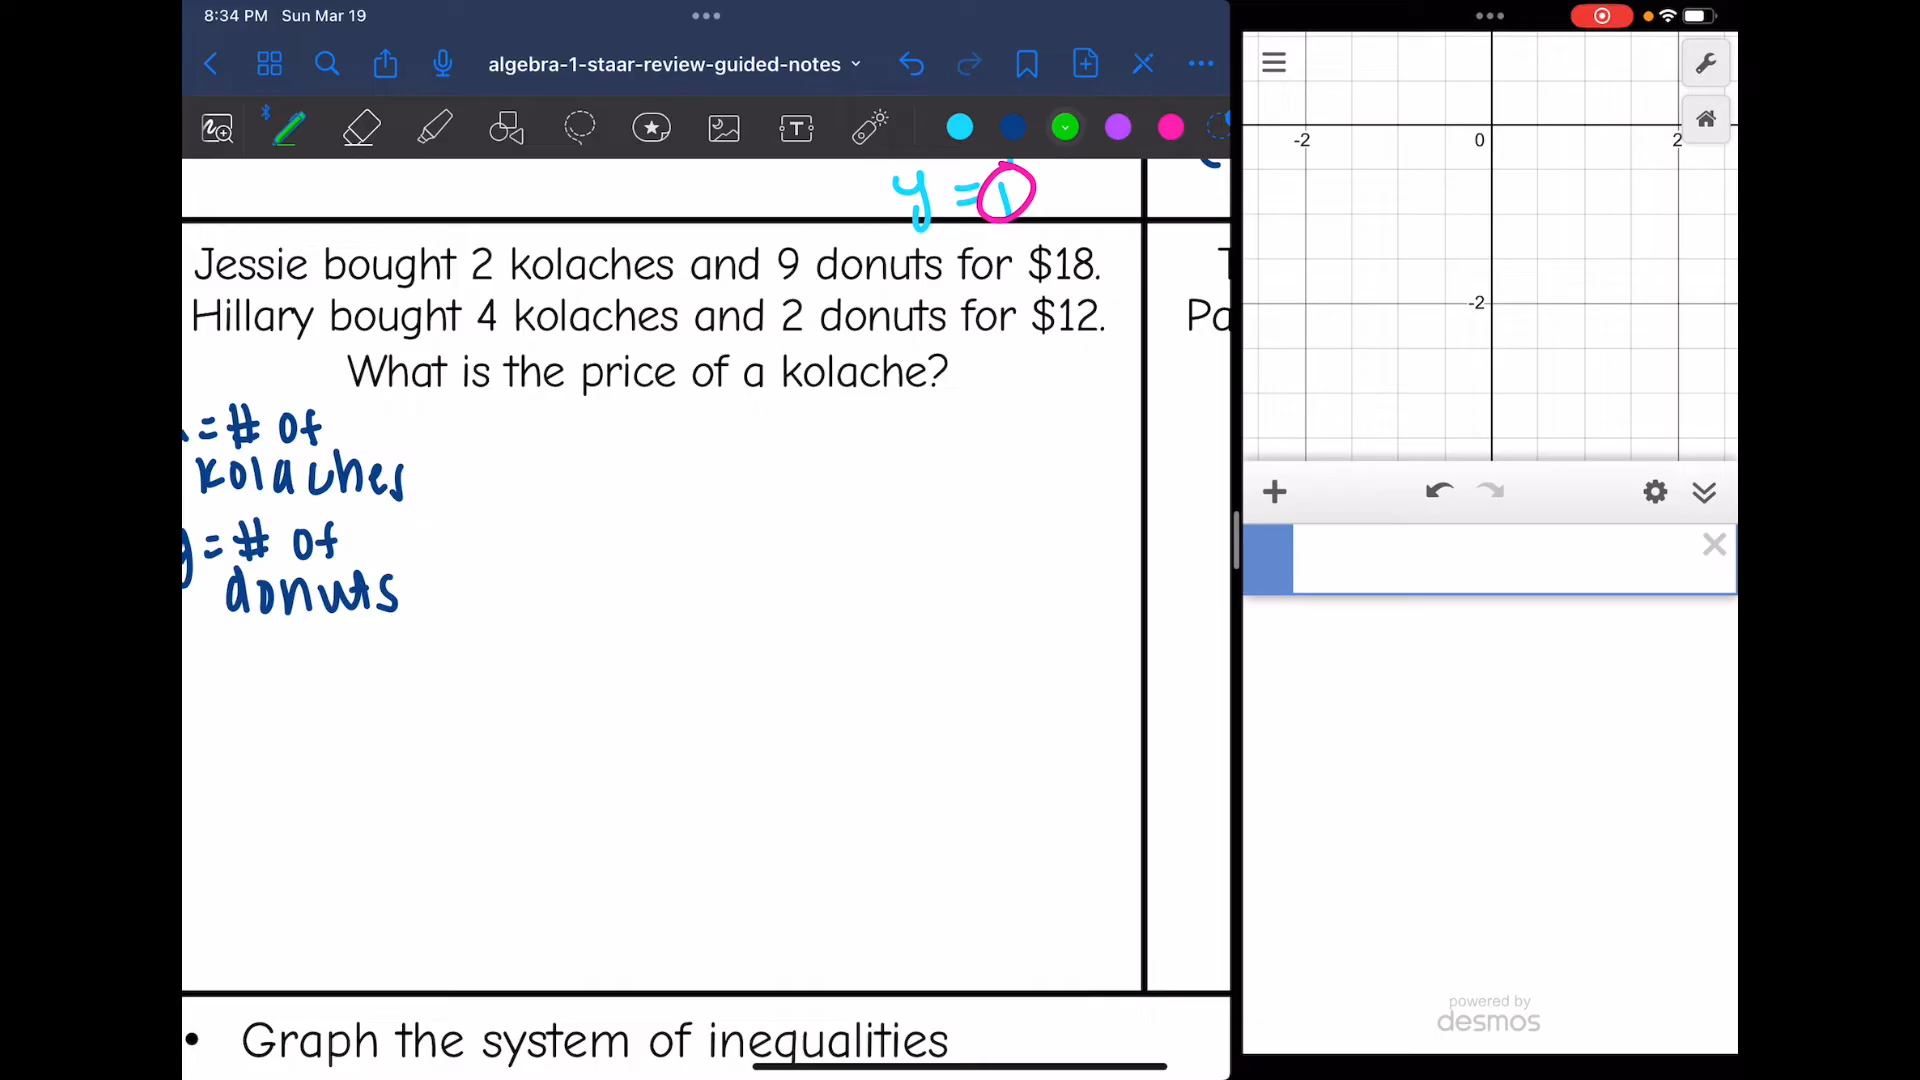 8:34 PM Sun Mar 19
algebra-1-staar-review-guided-notes
y = 1
Jessie bought 2 kolaches and 9 donuts for $18.
Hillary bought 4 kolaches and 2 donuts for $12.
What is the price of a kolache?
= # of
kolaches
y = # of
donuts
• Graph the system of inequalities
-2 0 2
-2
powered by
desmos